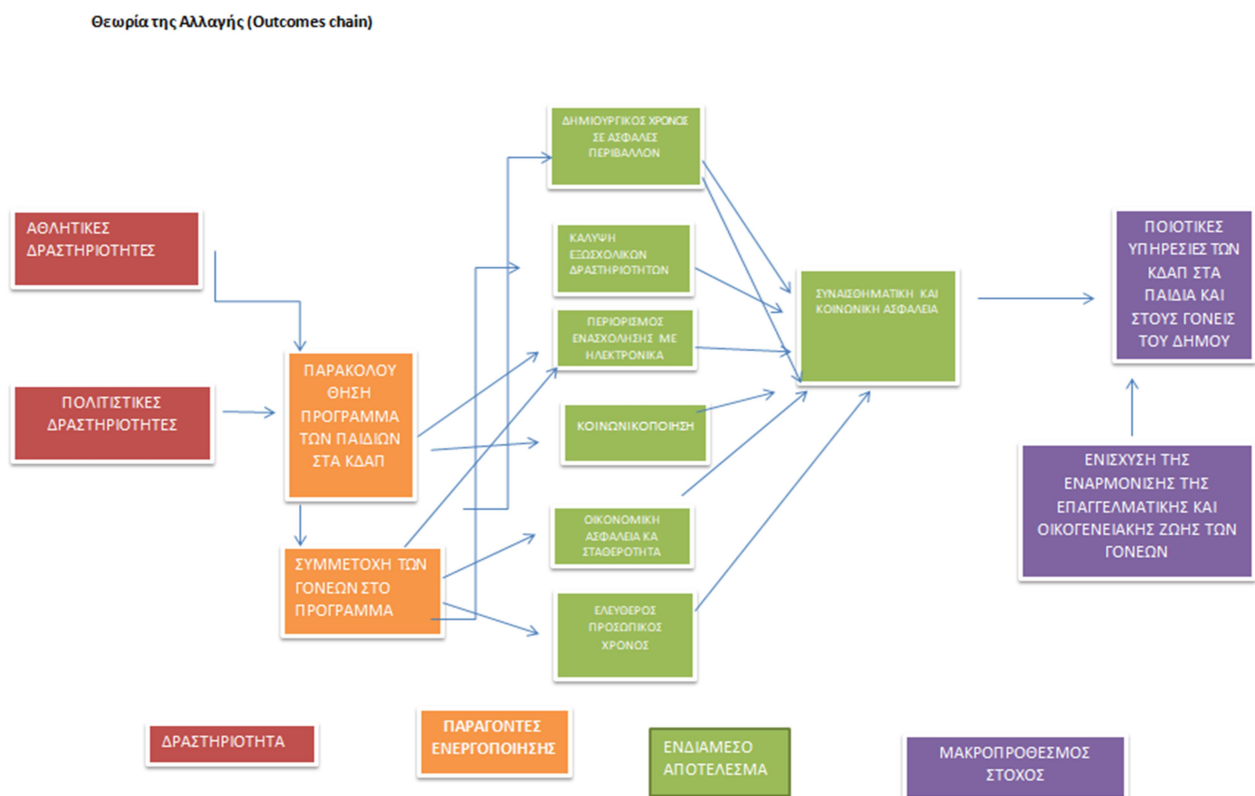 Θεωρία της Αλλαγής (Outcomes chain)
ΑΘΛΗΤΙΚΕΣ
ΔΡΑΣΤΗΡΙΟΤΗΤΕΣ
ΠΟΛΙΤΙΣΤΙΚΕΣ
ΔΡΑΣΤΗΡΙΟΤΗΤΕΣ
ΠΑΡΑΚΟΛΟΥ
ΘΗΣΗ
ΠΡΟΓΡΑΜΜΑ
ΤΩΝ ΠΑΙΔΙΩΝ
ΣΤΑ ΚΔΑΠ
ΣΥΜΜΕΤΟΧΗ ΤΩΝ
ΓΟΝΕΩΝ ΣΤΟ
ΠΡΟΓΡΑΜΜΑ
ΔΗΜΙΟΥΡΓΙΚΟΣ ΧΡΟΝΟΣ
ΣΕ ΑΣΦΑΛΕΣ
ΠΕΡΙΒΑΛΛΟΝ
ΚΑΛΥΨΗ
ΕΞΩΣΧΟΛΙΚΩΝ
ΔΡΑΣΤΗΡΙΟΤΗΤΩΝ
ΠΕΡΙΟΡΙΣΜΟΣ
ΕΝΑΣΧΟΛΗΣΗΣ ΜΕ
ΗΛΕΚΤΡΟΝΙΚΑ
ΚΟΙΝΩΝΙΚΟΠΟΙΗΣΗ
ΟΙΚΟΝΟΜΙΚΗ
ΑΣΦΑΛΕΙΑ ΚΑ
ΣΤΑΘΕΡΟΤΗΤΑ
ΕΛΕΥΘΕΡΟΣ
ΠΡΟΣΩΠΙΚΟΣ
ΧΡΟΝΟΣ
ΣΥΝΑΙΣΘΗΜΑΤΙΚΗ ΚΑΙ
ΚΟΙΝΩΝΙΚΗ ΑΣΦΑΛΕΙΑ
ΠΟΙΟΤΙΚΕΣ
ΥΠΗΡΕΣΙΕΣ ΤΩΝ
ΚΔΑΠ ΣΤΑ
ΠΑΙΔΙΑ ΚΑΙ
ΣΤΟΥΣ ΓΟΝΕΙΣ
ΤΟΥ ΔΗΜΟΥ
ΕΝΙΣΧΥΣΗ ΤΗΣ
ΕΝΑΡΜΟΝΙΣΗΣ ΤΗΣ
ΕΠΑΓΓΕΛΜΑΤΙΚΗΣ ΚΑΙ
ΟΙΚΟΓΕΝΕΙΑΚΗΣ ΖΩΗΣ ΤΩΝ
ΓΟΝΕΩΝ
ΔΡΑΣΤΗΡΙΟΤΗΤΑ
ΠΑΡΑΓΟΝΤΕΣ
ΕΝΕΡΓΟΠΟΙΗΣΗΣ
ΕΝΔΙΑΜΕΣΟ
ΑΠΟΤΕΛΕΣΜΑ
ΜΑΚΡΟΠΡΟΘΕΣΜΟΣ
ΣΤΟΧΟΣ